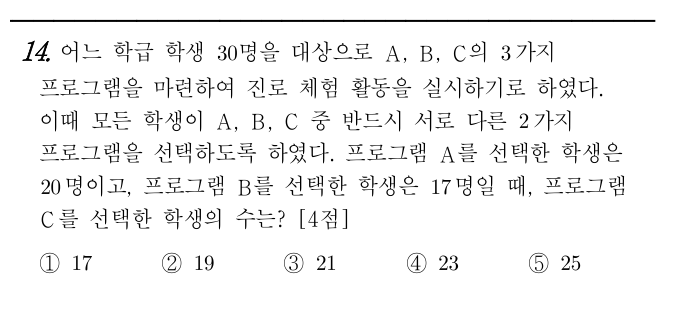 14. 어느 학급 학생 30명을 대상으로 A, B, C의 3가지
프로그램을 마련하여 진로 체험 활동을 실시하기로 하였다.
이때 모든 학생이 A, B, C 중 반드시 서로 다른 2가지
프로그램을 선택하도록 하였다. 프로그램 A를 선택한 학생은
20명이고, 프로그램 B를 선택한 학생은 17명일 때, 프로그램
C를 선택한 학생의 수는? [4점]
① 17 ② 19 ③ 21 ④ 23 ⑤ 25